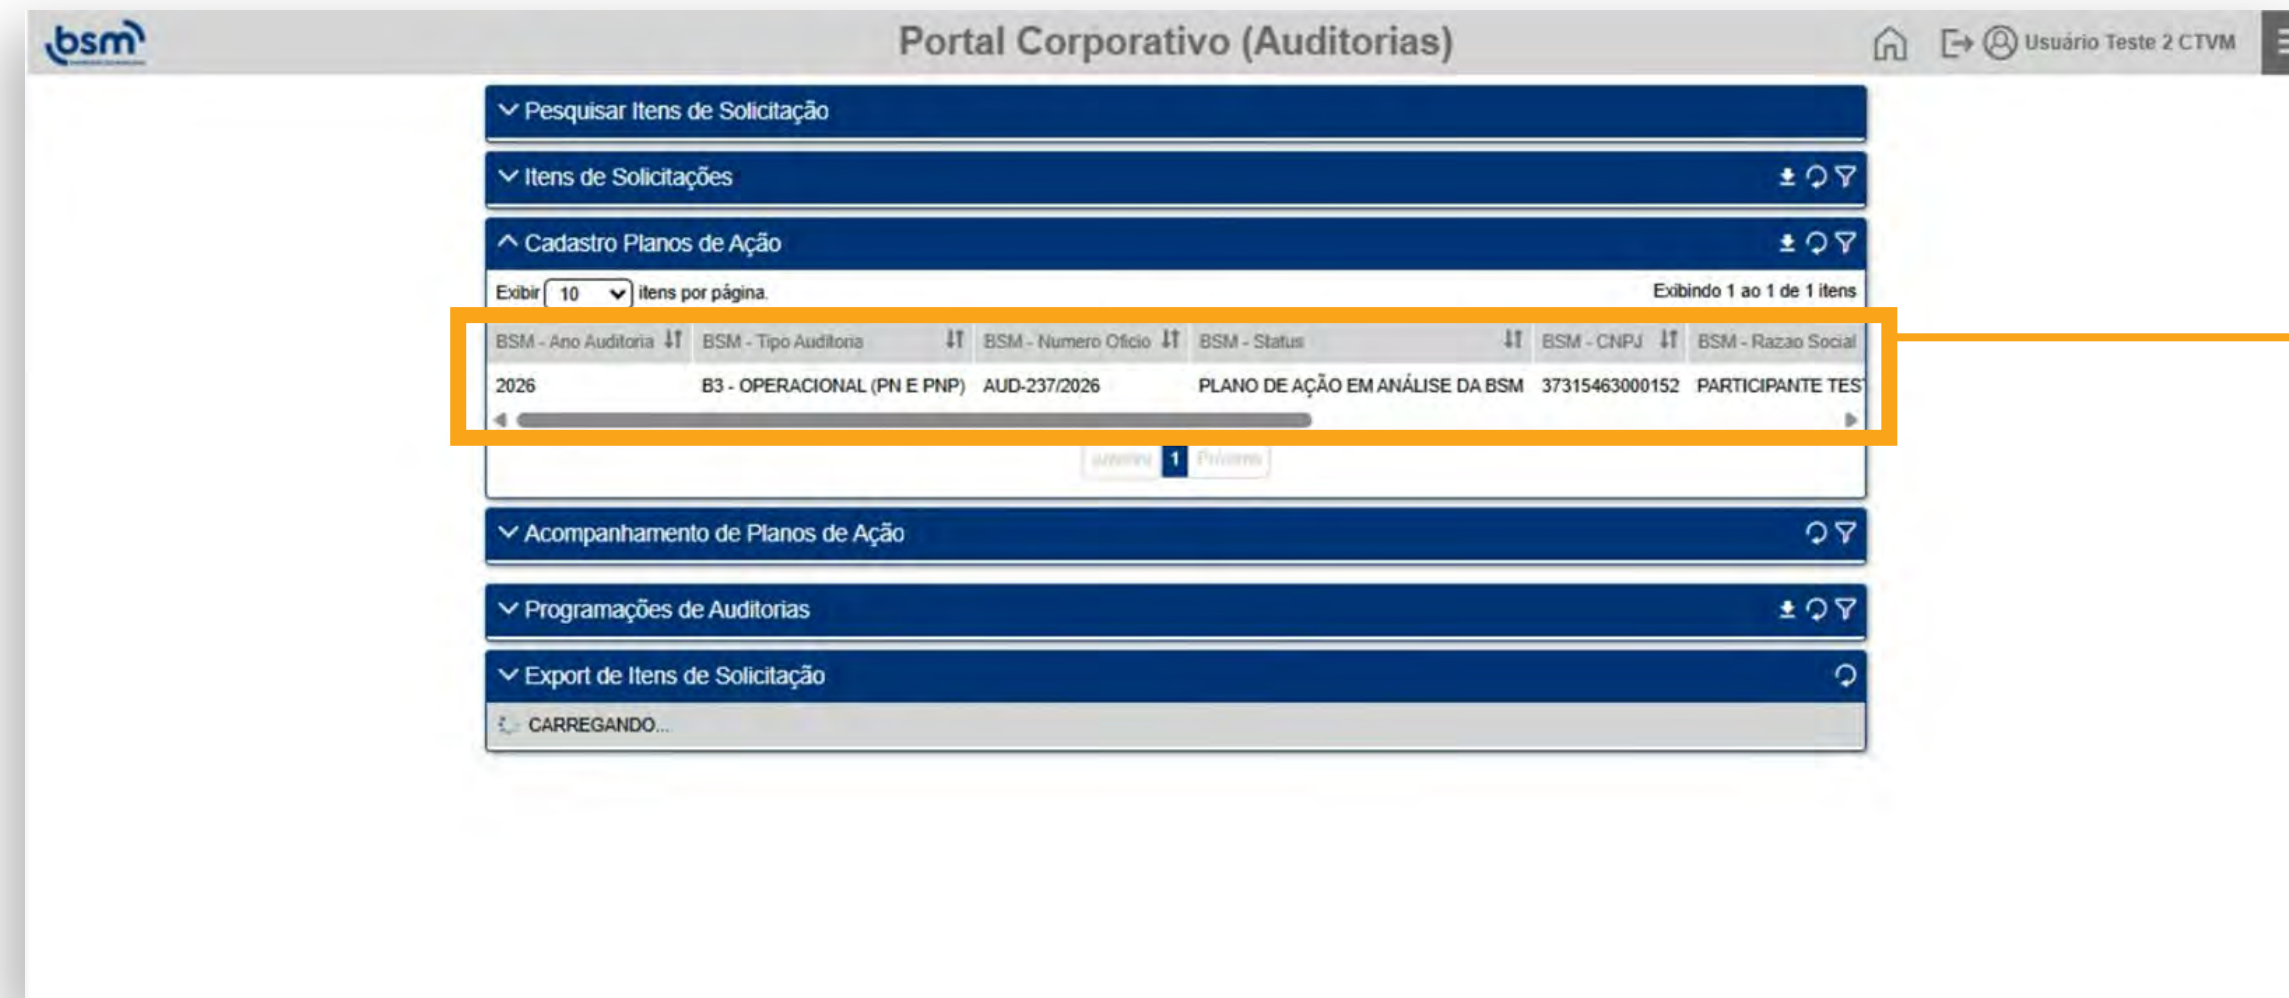 bsm
Portal Corporativo (Auditorias)
Usuário Teste 2 CTVM
Pesquisar Itens de Solicitação
Itens de Solicitações
Cadastro Planos de Ação
Exibir 10 itens por página.
Exibindo 1 ao 1 de 1 itens
BSM - Ano Auditoria BSM - Tipo Auditoria BSM - Numero Oficio BSM - Status BSM - CNPJ BSM - Razao Social
2026 B3 - OPERACIONAL (PN E PNP) AUD-237/2026 PLANO DE AÇÃO EM ANÁLISE DA BSM 37315463000152 PARTICIPANTE TES
1 Próximo
Acompanhamento de Planos de Ação
Programações de Auditorias
Export de Itens de Solicitação
CARREGANDO...